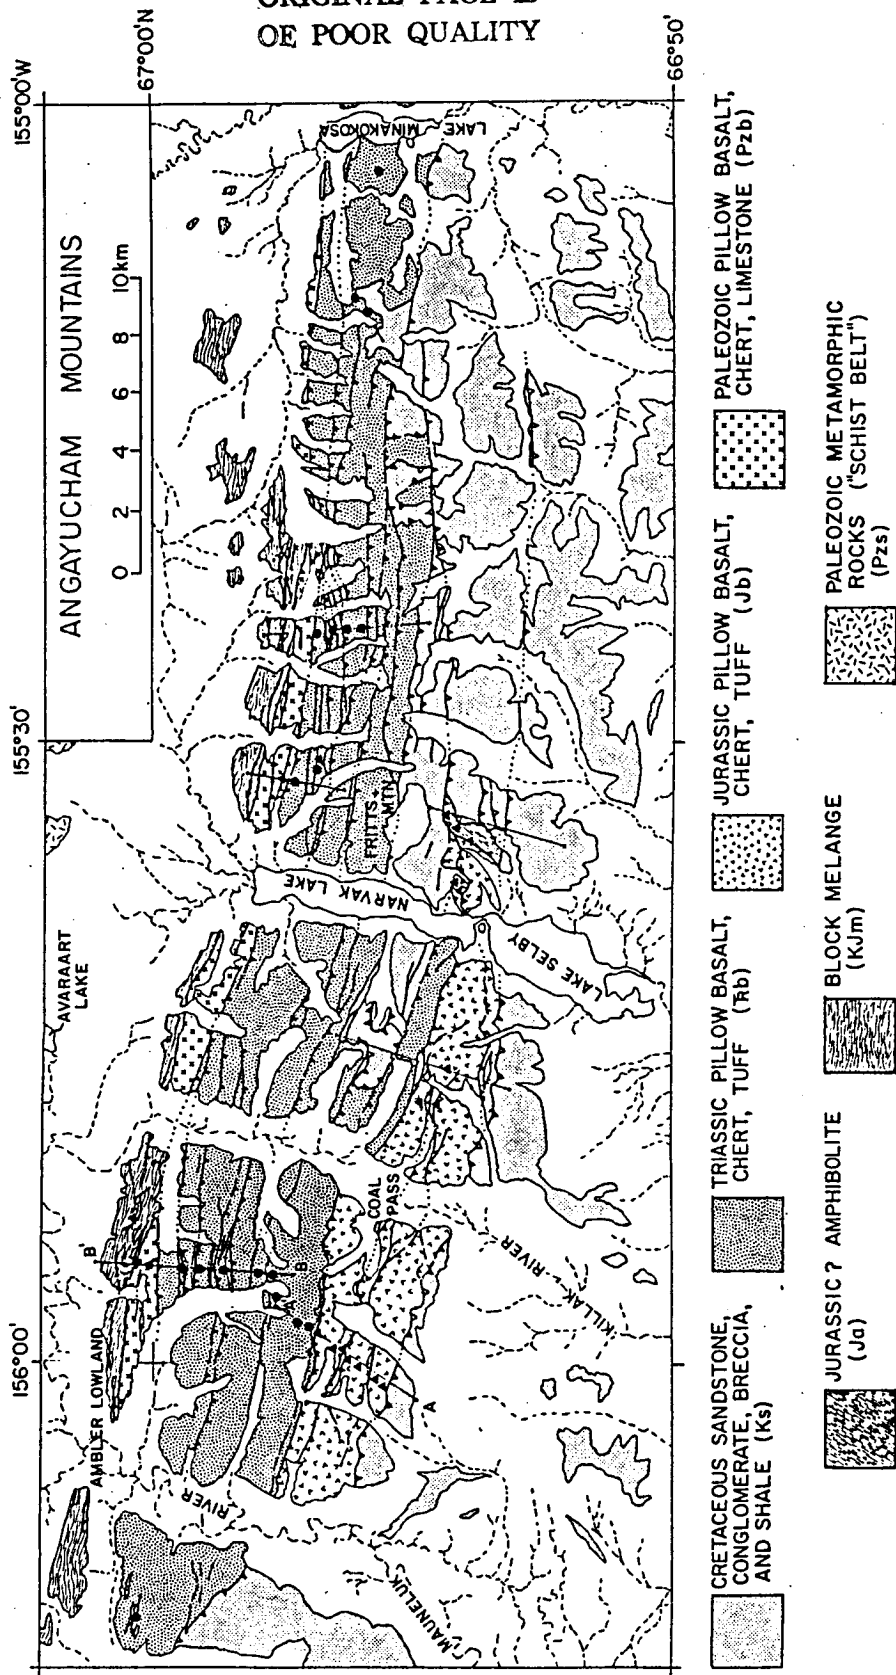 ORIGINAL PAGE IS
OE POOR QUALITY
155°00'W
67°00'N
66°50'
155°30'
156°00'
ANGAYUCHAM MOUNTAINS
0 2 4 6 8 10km
LAKE MINAKOKOSA
AVARAART
LAKE
NARVAK LAKE
FRITTS
MTN
LAKE SELBY
COAL
PASS
AMBLER LOWLAND
B'
B
A'
A
KILLAK RIVER
MAUNELUK RIVER
CRETACEOUS SANDSTONE,
CONGLOMERATE, BRECCIA,
AND SHALE (Ks)
TRIASSIC PILLOW BASALT,
CHERT, TUFF (Ћb)
JURASSIC PILLOW BASALT,
CHERT, TUFF (Jb)
PALEOZOIC PILLOW BASALT,
CHERT, LIMESTONE (Pzb)
JURASSIC? AMPHIBOLITE
(Ja)
BLOCK MELANGE
(KJm)
PALEOZOIC METAMORPHIC
ROCKS ("SCHIST BELT")
(Pzs)